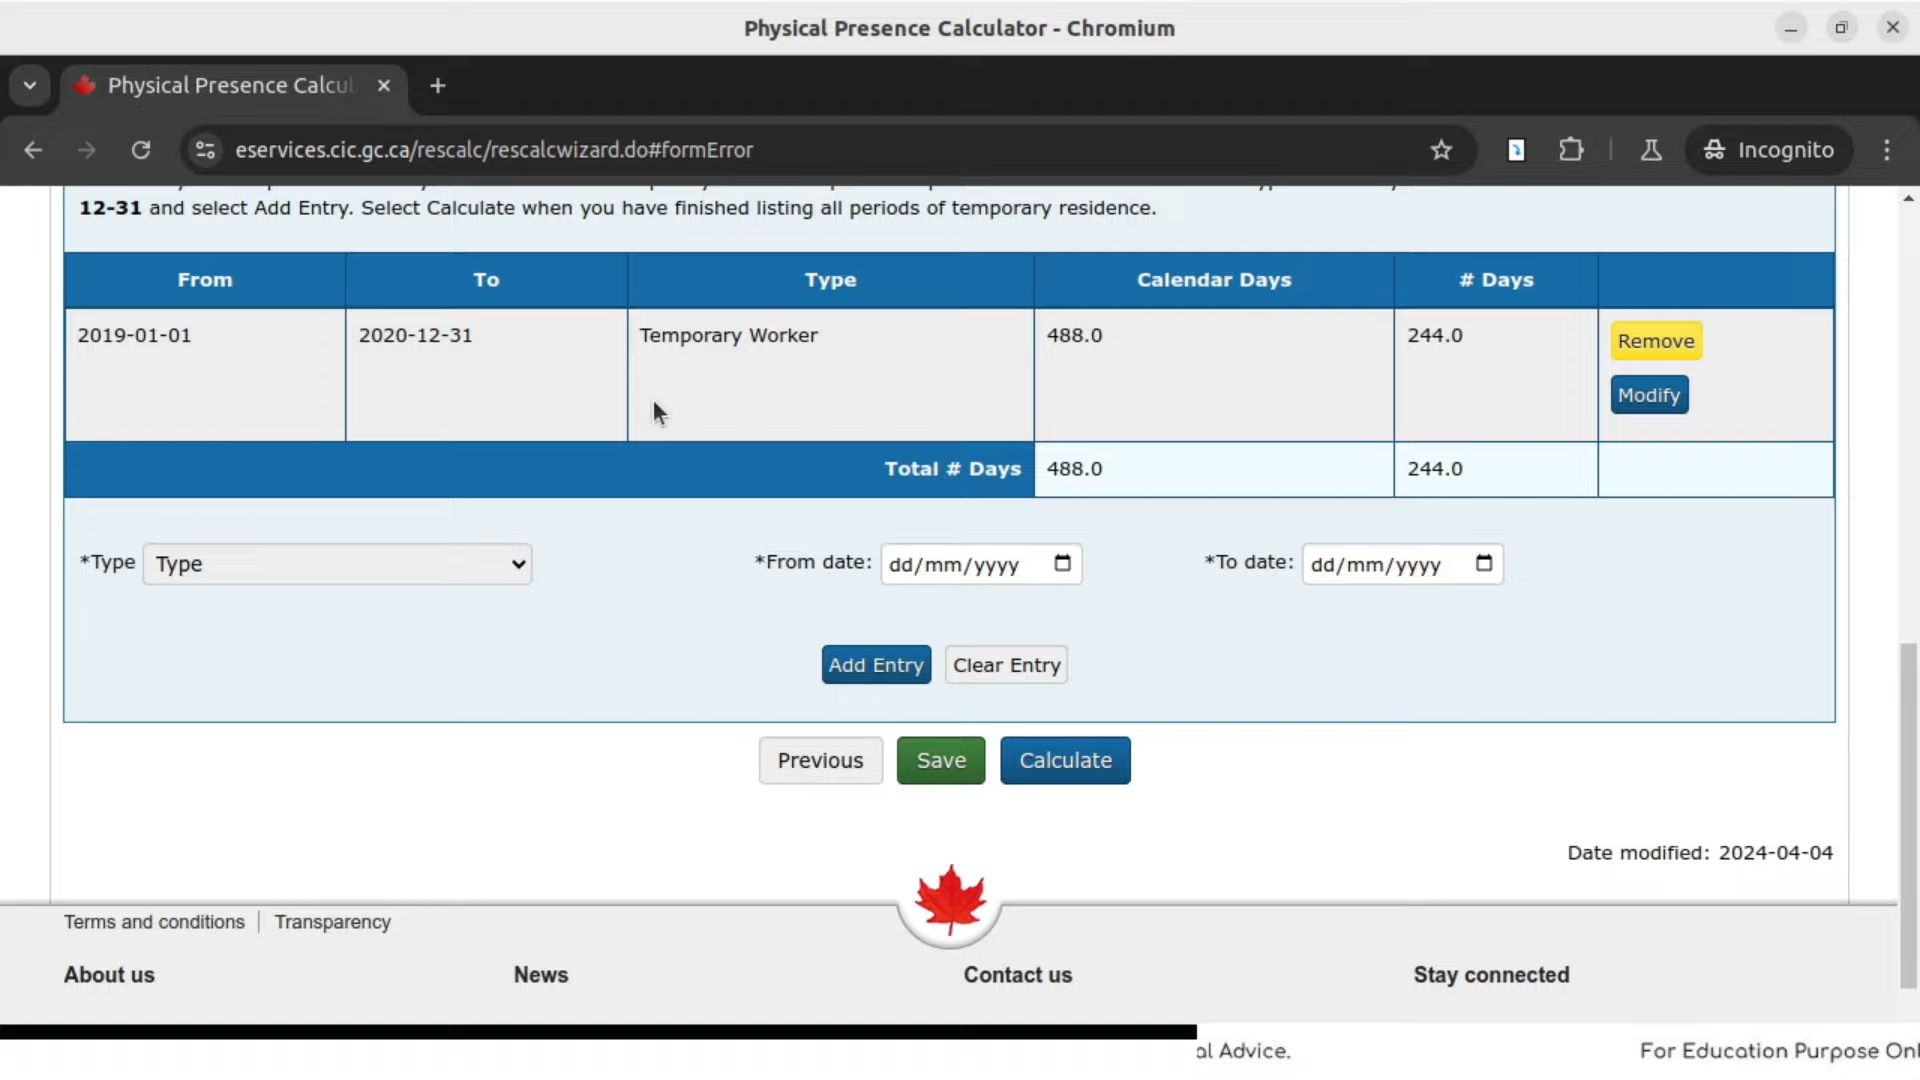 Physical Presence Calculator - Chromium
Physical Presence Calcul
eservices.cic.gc.ca/rescalc/rescalcwizard.do#formError
Incognito
12-31 and select Add Entry. Select Calculate when you have finished listing all periods of temporary residence.
From To Type Calendar Days # Days
2019-01-01 2020-12-31 Temporary Worker 488.0 244.0 Remove
Modify
Total # Days 488.0 244.0
*Type Type *From date: dd/mm/yyyy *To date: dd/mm/yyyy
Add Entry Clear Entry
Previous Save Calculate
Date modified: 2024-04-04
Terms and conditions Transparency
About us News Contact us Stay connected
al Advice. For Education Purpose Onl